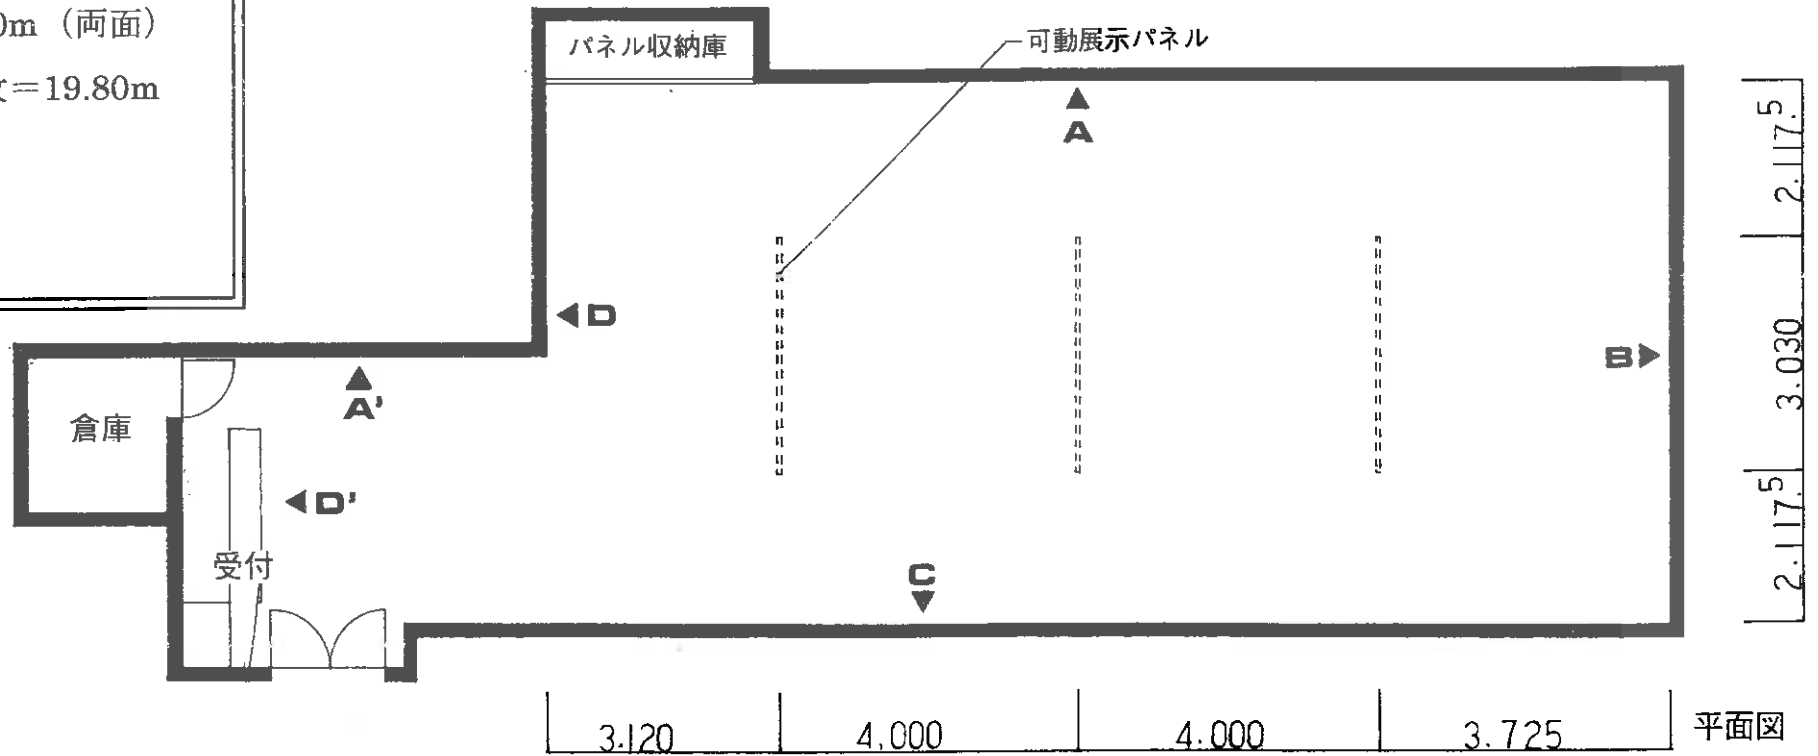 0m（両面）
＝19.80m
パネル収納庫
可動展示パネル
A
D
B
A'
倉庫
D'
受付
C
2.117.5
3.030
2.117.5
3.120
4,000
4.000
3.725
平面図